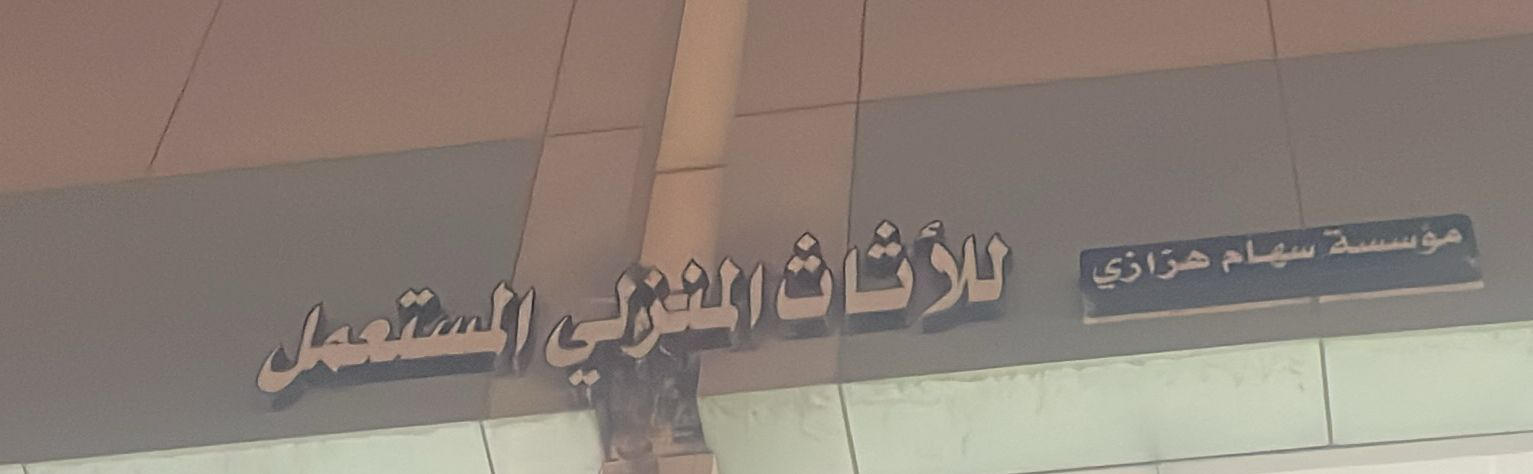 مؤسسة سهام هزازي
للأثاث المنزلي المستعمل